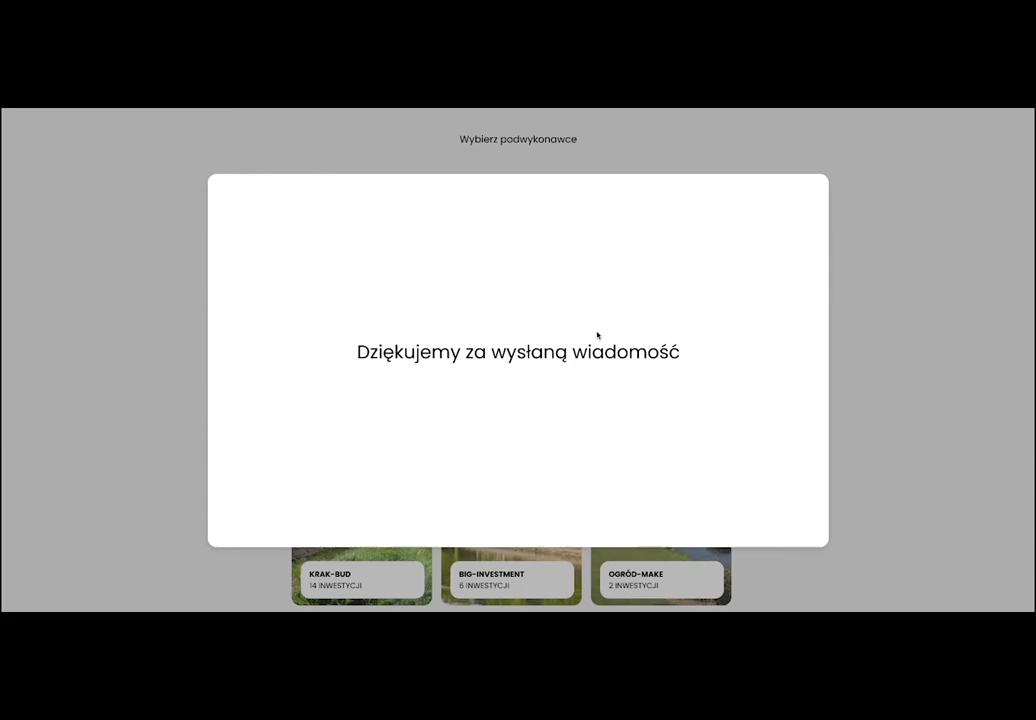 Wybierz podwykonawce
Dziękujemy za wysłaną wiadomość
KRAK-BUD
14 INWESTYCJI
BIG-INVESTMENT
6 INWESTYCJI
OGRÓD-MAKE
2 INWESTYCJI